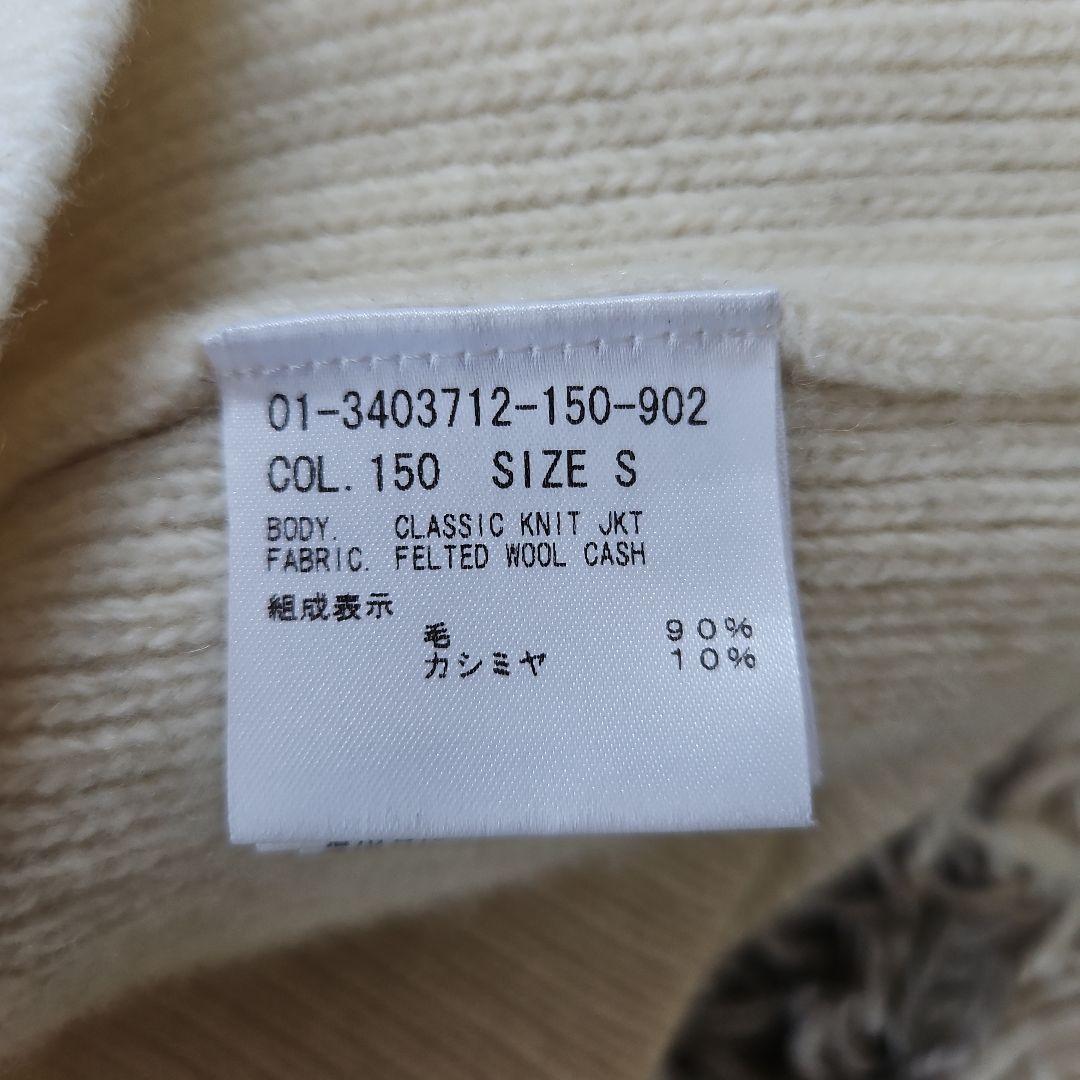 01-3403712-150-902
COL. 150 SIZE S
BODY. CLASSIC KNIT JKT
FABRIC. FELTED WOOL CASH
組成表示
毛 90%
カシミヤ 10%